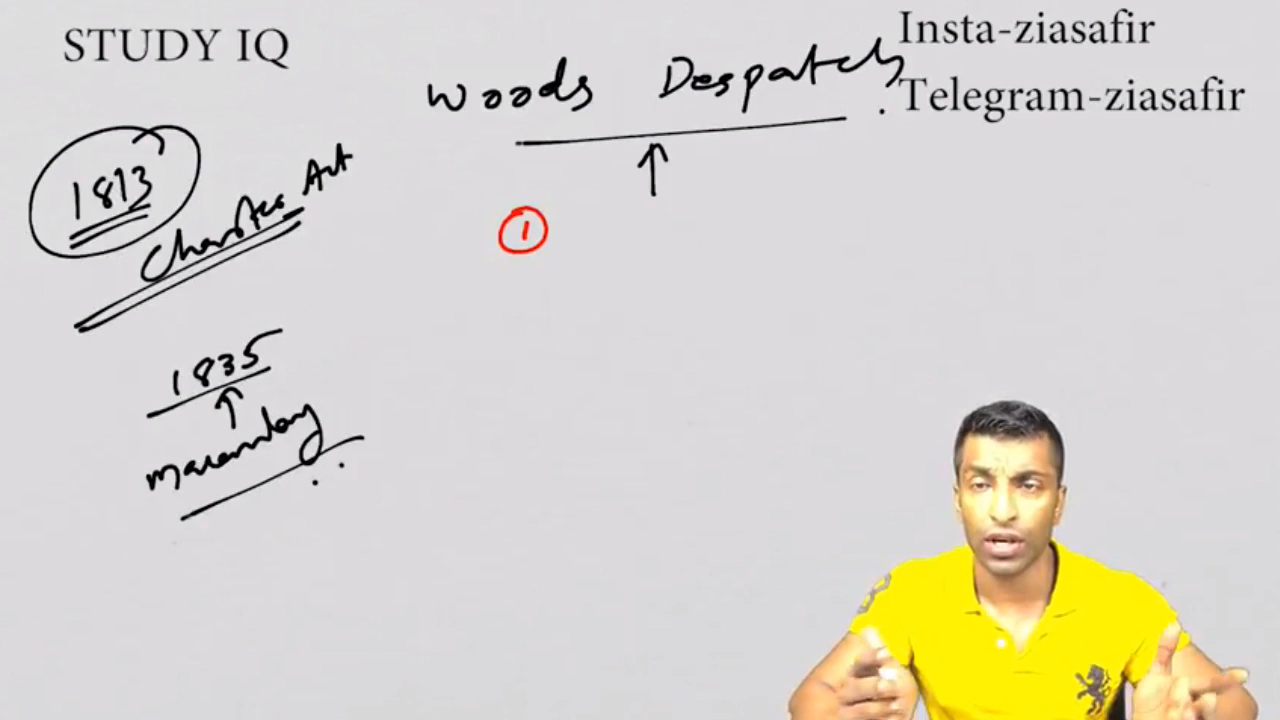 STUDY IQ
Insta-ziasafir
Telegram-ziasafir
Woods Despatch
1813
Charter Act
1
1835